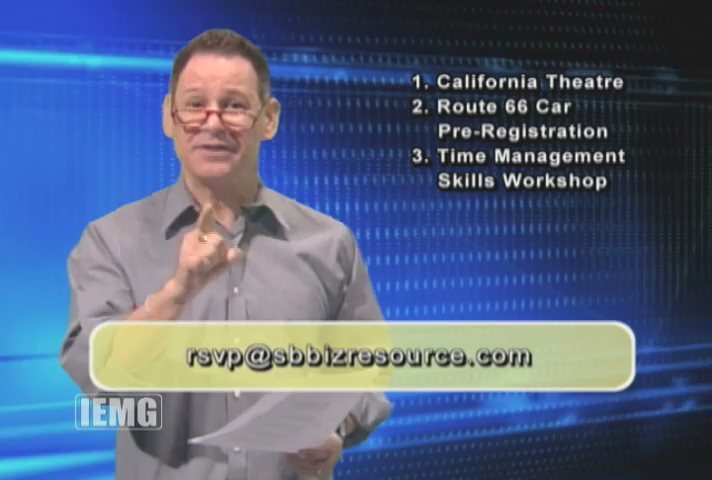 1. California Theatre
2. Route 66 Car
Pre-Registration
3. Time Management
Skills Workshop
rsvp@sbbizresource.com
IEMG